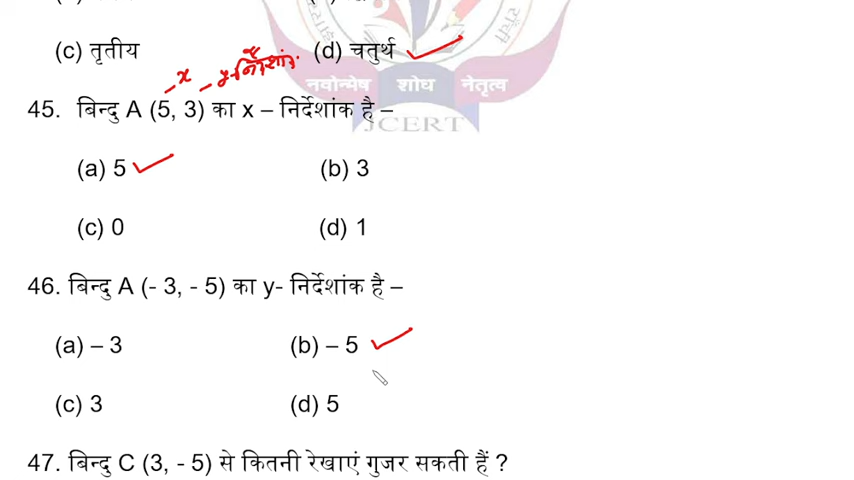 (c) तृतीय (d) चतुर्थ
नवोन्मेष शोध नेतृत्व
x y-
45. बिन्दु A (5, 3) का x – निर्देशांक है –
JCERT
(a) 5 (b) 3
(c) 0 (d) 1
46. बिन्दु A (- 3, - 5) का y- निर्देशांक है –
(a) – 3 (b) – 5
(c) 3 (d) 5
47. बिन्दु C (3, - 5) से कितनी रेखाएं गुजर सकती हैं ?